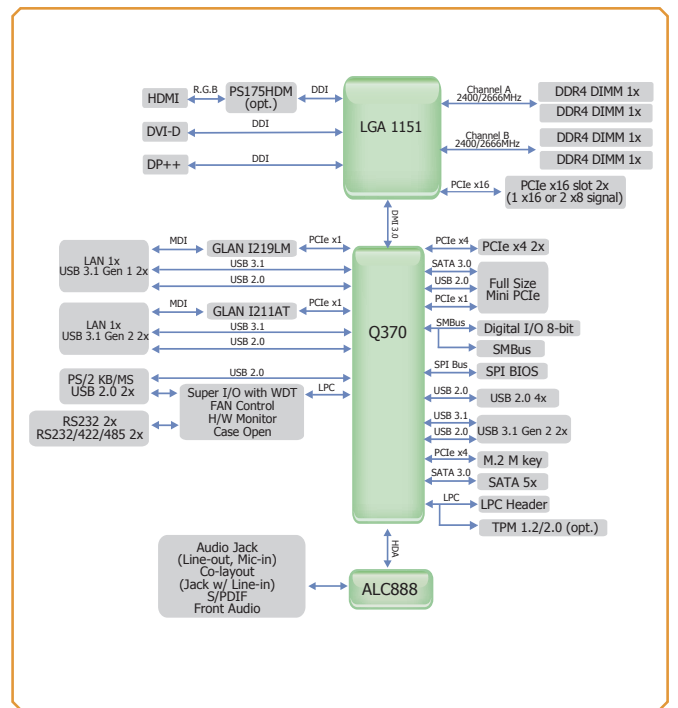 HDMI
R.G.B
PS175HDM
(opt.)
DDI
DVI-D
DDI
DP++
DDI
LGA 1151
Channel A
2400/2666MHz
DDR4 DIMM 1x
DDR4 DIMM 1x
Channel B
2400/2666MHz
DDR4 DIMM 1x
DDR4 DIMM 1x
PCIe x16
PCIe x16 slot 2x
(1 x16 or 2 x8 signal)
DMI 3.0
LAN 1x
USB 3.1 Gen 1 2x
MDI
GLAN I219LM
PCIe x1
USB 3.1
USB 2.0
LAN 1x
USB 3.1 Gen 2 2x
MDI
GLAN I211AT
PCIe x1
USB 3.1
USB 2.0
PS/2 KB/MS
USB 2.0 2x
USB 2.0
Super I/O with WDT
FAN Control
H/W Monitor
Case Open
LPC
RS232 2x
RS232/422/485 2x
Q370
PCIe x4
PCIe x4 2x
SATA 3.0
USB 2.0
PCIe x1
Full Size
Mini PCIe
SMBus
Digital I/O 8-bit
SMBus
SPI Bus
SPI BIOS
USB 2.0
USB 2.0 4x
USB 3.1
USB 2.0
USB 3.1 Gen 2 2x
PCIe x4
M.2 M key
SATA 3.0
SATA 5x
LPC
LPC Header
TPM 1.2/2.0 (opt.)
HDA
Audio Jack
(Line-out, Mic-in)
Co-layout
(Jack w/ Line-in)
S/PDIF
Front Audio
ALC888